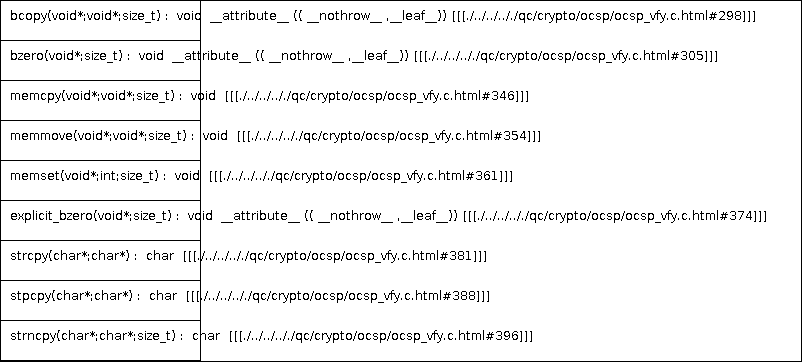 bcopy(void*;void*;size_t) : void __attribute__ (( __nothrow__ ,__leaf__)) [[[./../../../../qc/crypto/ocsp/ocsp_vfy.c.html#298]]]
bzero(void*;size_t) : void __attribute__ (( __nothrow__ ,__leaf__)) [[[./../../../../qc/crypto/ocsp/ocsp_vfy.c.html#305]]]
memcpy(void*;void*;size_t) : void [[[./../../../../qc/crypto/ocsp/ocsp_vfy.c.html#346]]]
memmove(void*;void*;size_t) : void [[[./../../../../qc/crypto/ocsp/ocsp_vfy.c.html#354]]]
memset(void*;int;size_t) : void [[[./../../../../qc/crypto/ocsp/ocsp_vfy.c.html#361]]]
explicit_bzero(void*;size_t) : void __attribute__ (( __nothrow__ ,__leaf__)) [[[./../../../../qc/crypto/ocsp/ocsp_vfy.c.html#374]]]
strcpy(char*;char*) : char [[[./../../../../qc/crypto/ocsp/ocsp_vfy.c.html#381]]]
stpcpy(char*;char*) : char [[[./../../../../qc/crypto/ocsp/ocsp_vfy.c.html#388]]]
strncpy(char*;char*;size_t) : char [[[./../../../../qc/crypto/ocsp/ocsp_vfy.c.html#396]]]